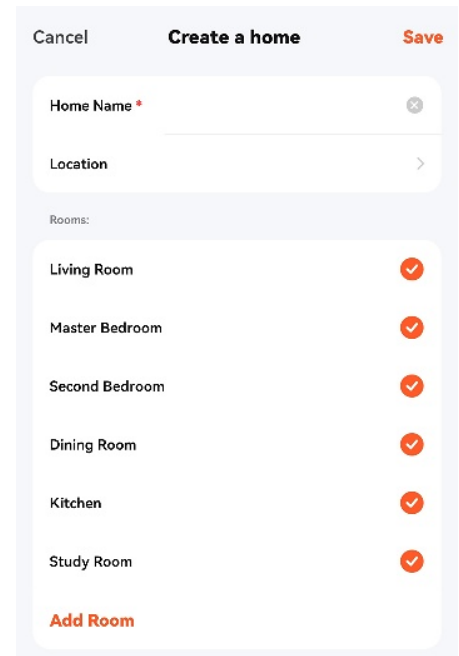 Cancel Create a home Save
Home Name *
Location
Rooms:
Living Room
Master Bedroom
Second Bedroom
Dining Room
Kitchen
Study Room
Add Room